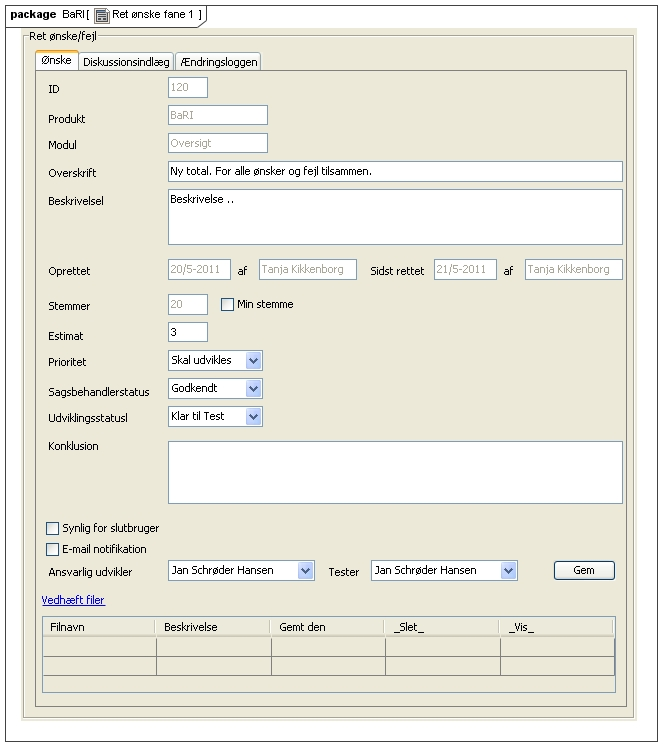 package BaRI [ Ret ønske fane 1 ]
Ret ønske/fejl
Ønske Diskussionsindlæg Ændringsloggen
ID 120
Produkt BaRI
Modul Oversigt
Overskrift Ny total. For alle ønsker og fejl tilsammen.
Beskrivelsel Beskrivelse ..
Oprettet 20/5-2011 af Tanja Kikkenborg Sidst rettet 21/5-2011 af Tanja Kikkenborg
Stemmer 20 Min stemme
Estimat 3
Prioritet Skal udvikles
Sagsbehandlerstatus Godkendt
Udviklingsstatusl Klar til Test
Konklusion
Synlig for slutbruger
E-mail notifikation
Ansvarlig udvikler Jan Schrøder Hansen Tester Jan Schrøder Hansen Gem
Vedhæft filer
Filnavn Beskrivelse Gemt den _Slet_ _Vis_